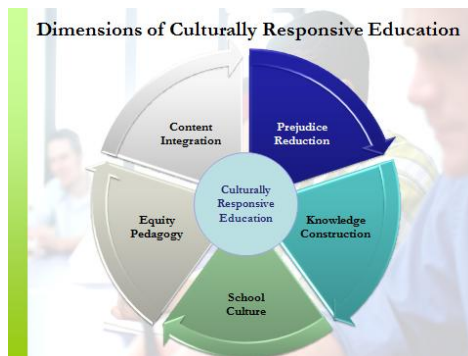 Dimensions of Culturally Responsive Education
Content
Integration
Prejudice
Reduction
Culturally
Responsive
Education
Equity
Pedagogy
Knowledge
Construction
School
Culture